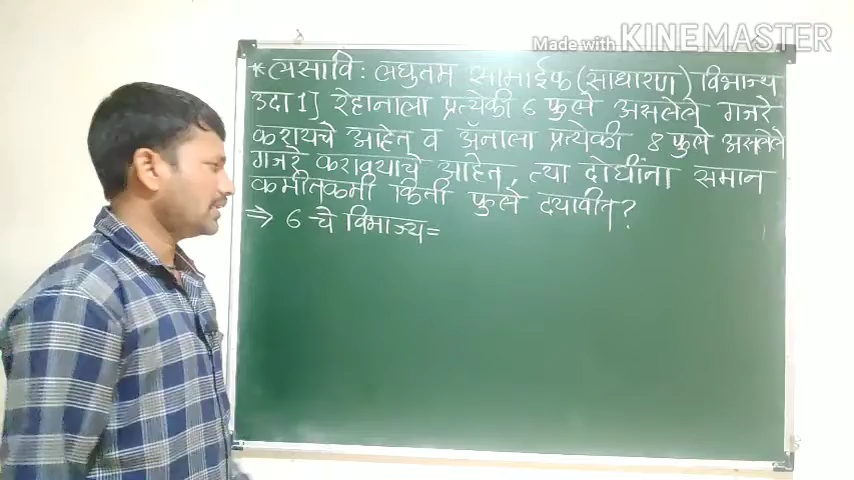 Made with KINEMASTER
* लसावि : लघुतम सामाईक (साधारण) विभाज्य
उदा 1] रेहानाला प्रत्येकी 6 फुले असलेले गजरे
करायचे आहेत व ॲनाला प्रत्येकी 8 फुले असलेले
गजरे करावयाचे आहेत, त्या दोघींना समान
कमीतकमी किती फुले दयावीत?
⇒ 6 चे विभाज्य=